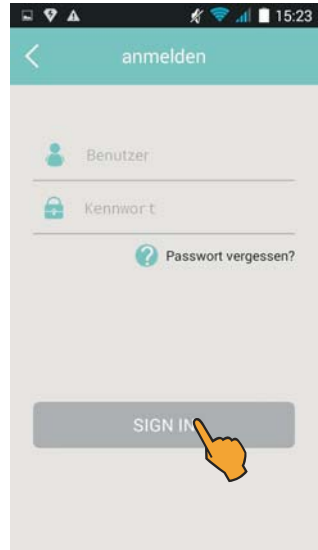 15:23
anmelden
Benutzer
Kennwort
? Passwort vergessen?
SIGN IN